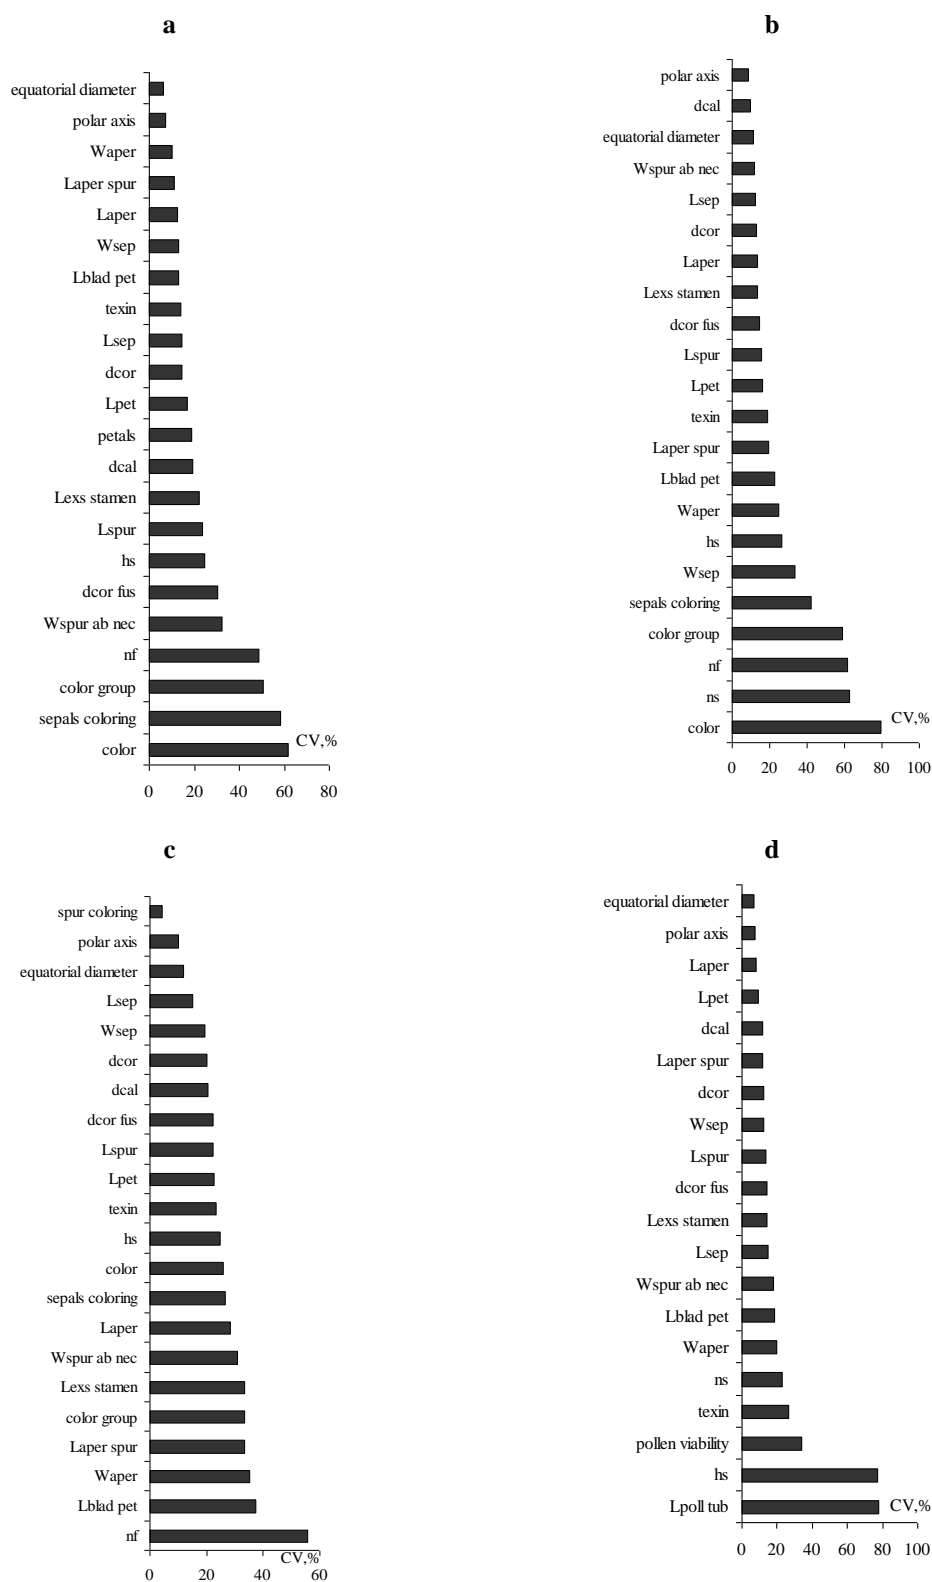 a
equatorial diameter
polar axis
Waper
Laper spur
Laper
Wsep
Lblad pet
texin
Lsep
dcor
Lpet
petals
dcal
Lexs stamen
Lspur
hs
dcor fus
Wspur ab nec
nf
color group
sepals coloring
color
CV,%
0 20 40 60 80
b
polar axis
dcal
equatorial diameter
Wspur ab nec
Lsep
dcor
Laper
Lexs stamen
dcor fus
Lspur
Lpet
texin
Laper spur
Lblad pet
Waper
hs
Wsep
sepals coloring
color group
nf
ns
color
CV,%
0 20 40 60 80 100
c
spur coloring
polar axis
equatorial diameter
Lsep
Wsep
dcor
dcal
dcor fus
Lspur
Lpet
texin
hs
color
sepals coloring
Laper
Wspur ab nec
Lexs stamen
color group
Laper spur
Waper
Lblad pet
nf
CV,%
0 20 40 60
d
equatorial diameter
polar axis
Laper
Lpet
dcal
Laper spur
dcor
Wsep
Lspur
dcor fus
Lexs stamen
Lsep
Wspur ab nec
Lblad pet
Waper
ns
texin
pollen viability
hs
Lpoll tub
CV,%
0 20 40 60 80 100